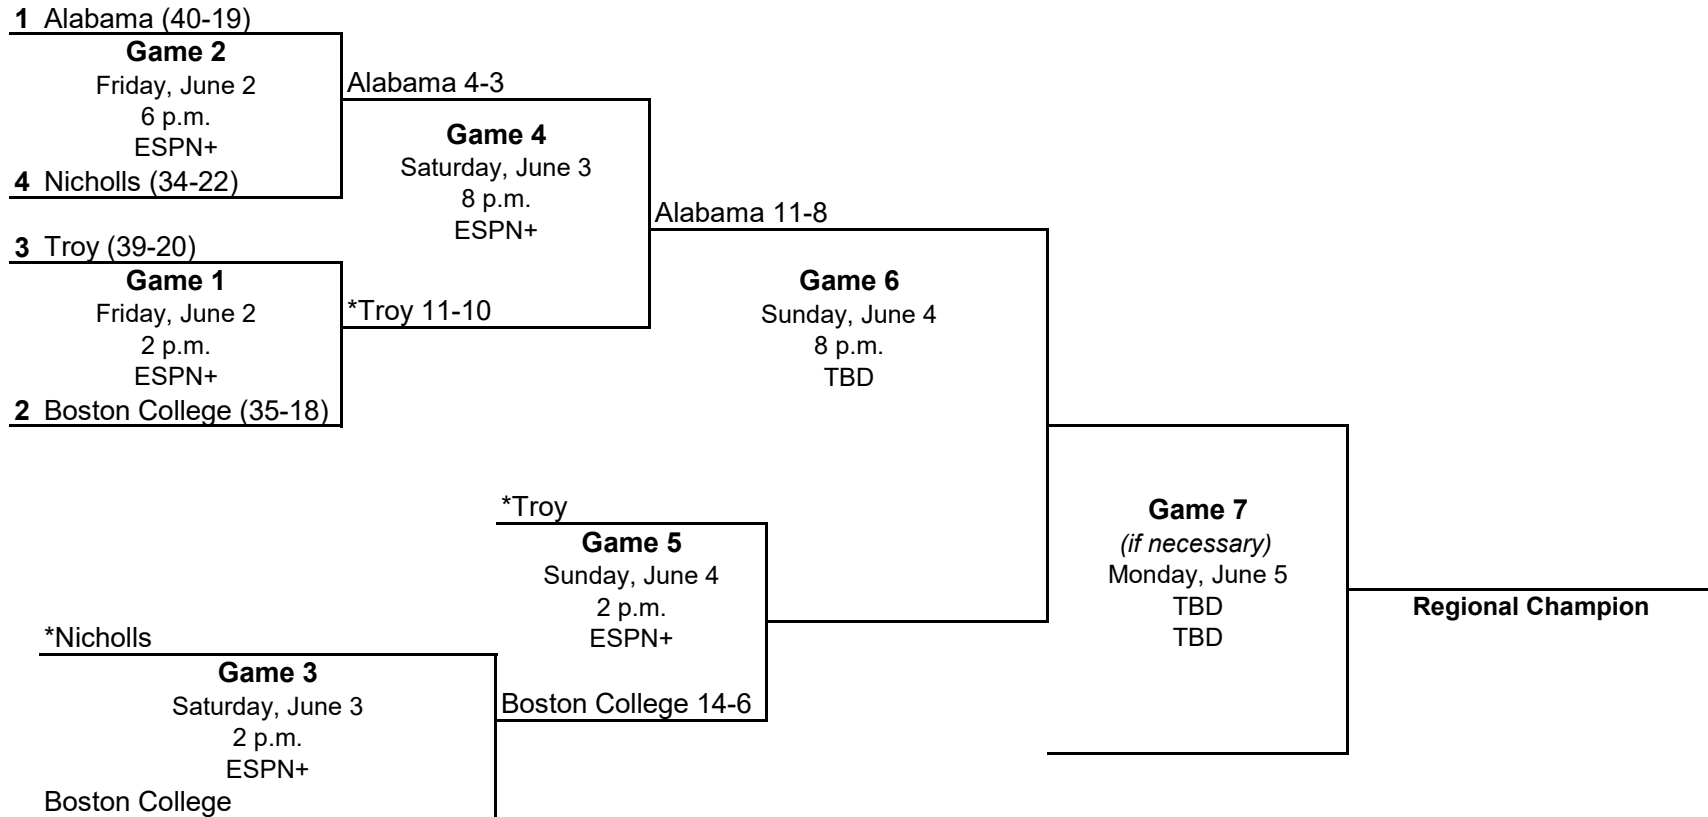 1 Alabama (40-19)
Game 2
Friday, June 2
6 p.m.
ESPN+
4 Nicholls (34-22)
Alabama 4-3
Game 4
Saturday, June 3
8 p.m.
ESPN+
3 Troy (39-20)
Game 1
Friday, June 2
2 p.m.
ESPN+
2 Boston College (35-18)
*Troy 11-10
Alabama 11-8
Game 6
Sunday, June 4
8 p.m.
TBD
*Troy
Game 5
Sunday, June 4
2 p.m.
ESPN+
Boston College 14-6
*Nicholls
Game 3
Saturday, June 3
2 p.m.
ESPN+
Boston College
Game 7
(if necessary)
Monday, June 5
TBD
TBD
Regional Champion